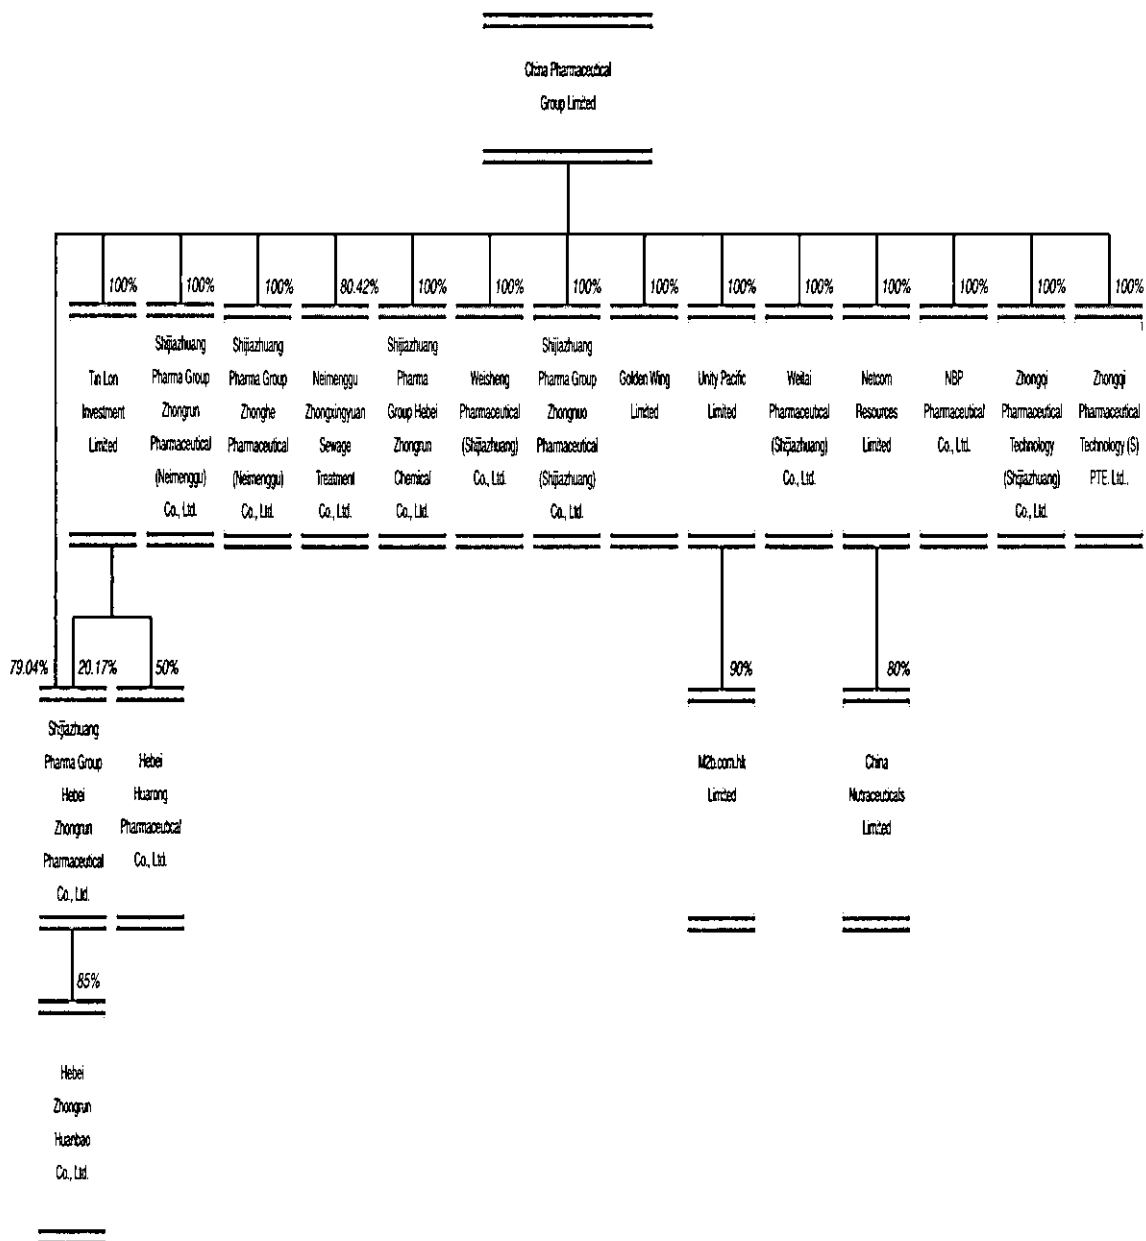 China Pharmaceutical
Group Limited
100%
100%
100%
80.42%
100%
100%
100%
100%
100%
100%
100%
100%
100%
100%
Tin Lon
Investment
Limited
Shijiazhuang
Pharma Group
Zhongrun
Pharmaceutical
(Neimenggu)
Co., Ltd.
Shijiazhuang
Pharma Group
Zhonghe
Pharmaceutical
(Neimenggu)
Co., Ltd.
Neimenggu
Zhongxingyuan
Sewage
Treatment
Co., Ltd.
Shijiazhuang
Pharma
Group Hebei
Zhongrun
Chemical
Co., Ltd.
Weisheng
Pharmaceutical
(Shijiazhuang)
Co., Ltd.
Shijiazhuang
Pharma Group
Zhongnuo
Pharmaceutical
(Shijiazhuang)
Co., Ltd.
Golden Wing
Limited
Unity Pacific
Limited
Weitai
Pharmaceutical
(Shijiazhuang)
Co., Ltd.
Netcom
Resources
Limited
NBP
Pharmaceutical
Co., Ltd.
Zhongqi
Pharmaceutical
Technology
(Shijiazhuang)
Co., Ltd.
Zhongqi
Pharmaceutical
Technology (S)
PTE. Ltd..
79.04%
20.17%
50%
90%
80%
Shijiazhuang
Pharma Group
Hebei
Zhongrun
Pharmaceutical
Co., Ltd.
Hebei
Huarong
Pharmaceutical
Co., Ltd.
M2b.com.hk
Limited
China
Nutraceuticals
Limited
85%
Hebei
Zhongrun
Huanbao
Co., Ltd.